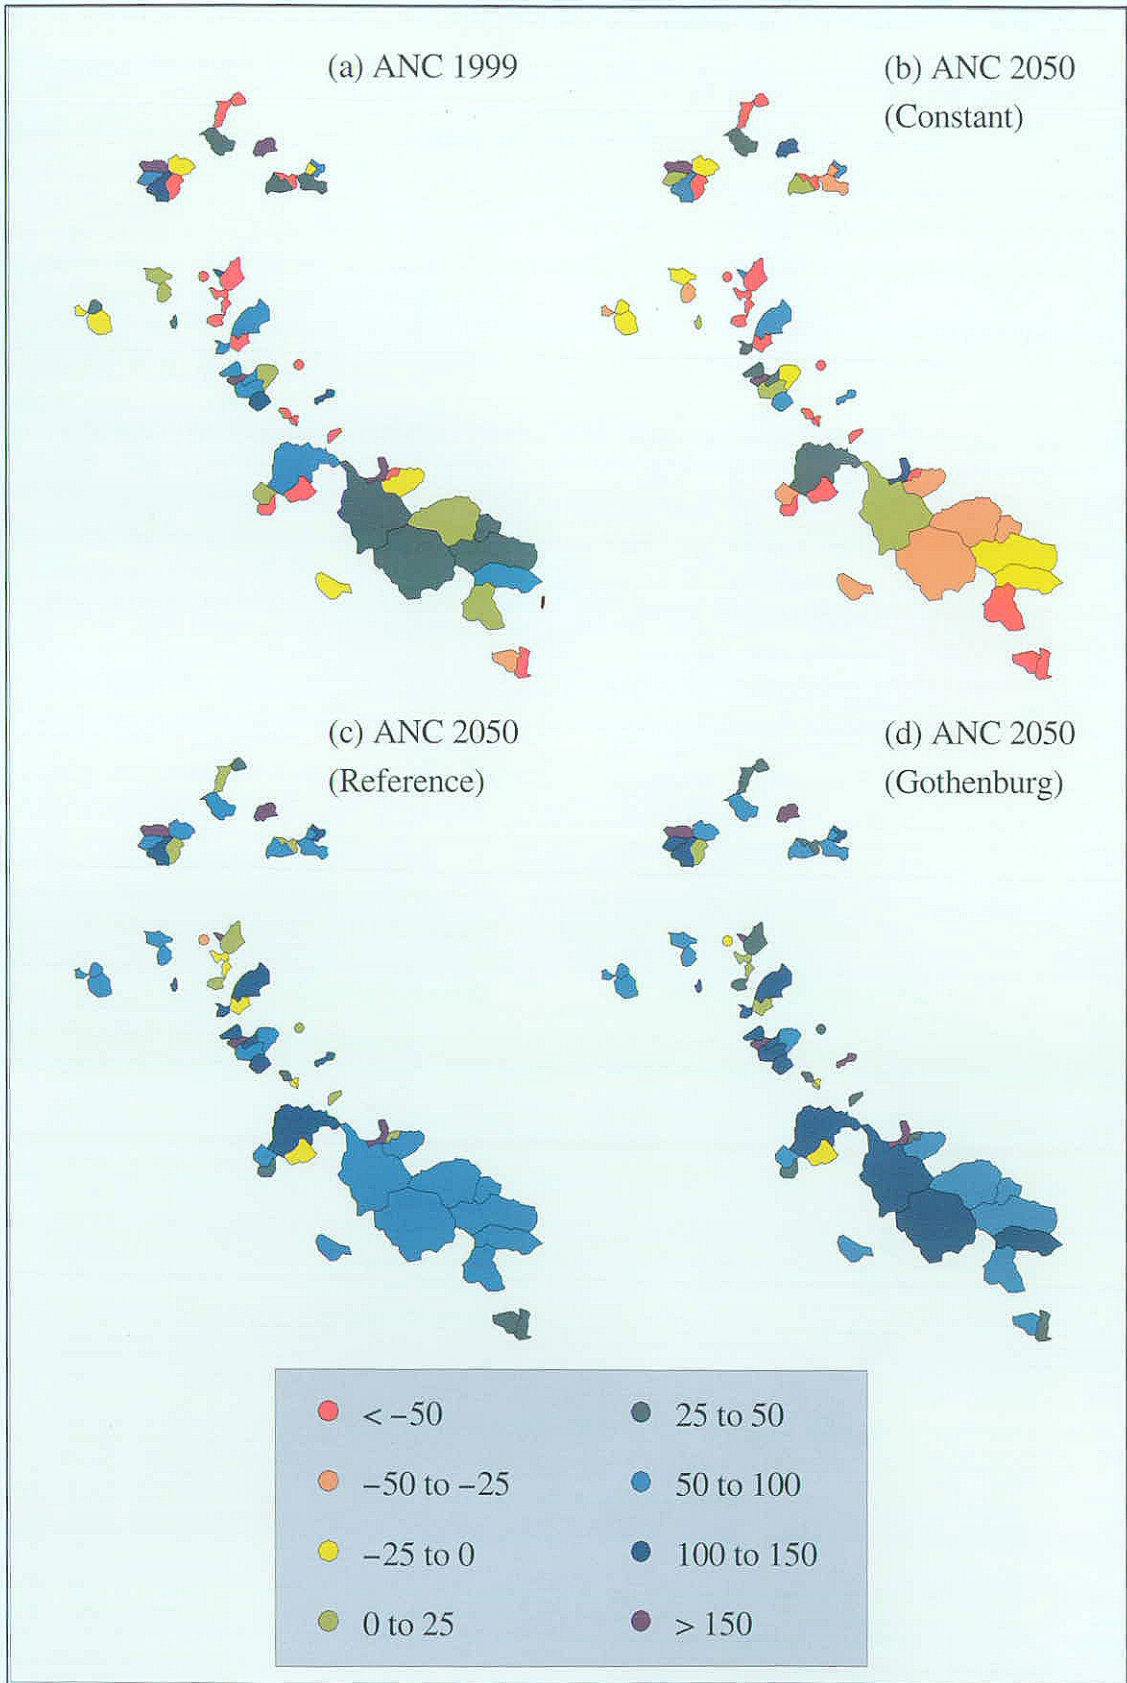 (a) ANC 1999
(b) ANC 2050
(Constant)
(c) ANC 2050
(Reference)
(d) ANC 2050
(Gothenburg)
< −50
−50 to −25
−25 to 0
0 to 25
25 to 50
50 to 100
100 to 150
> 150